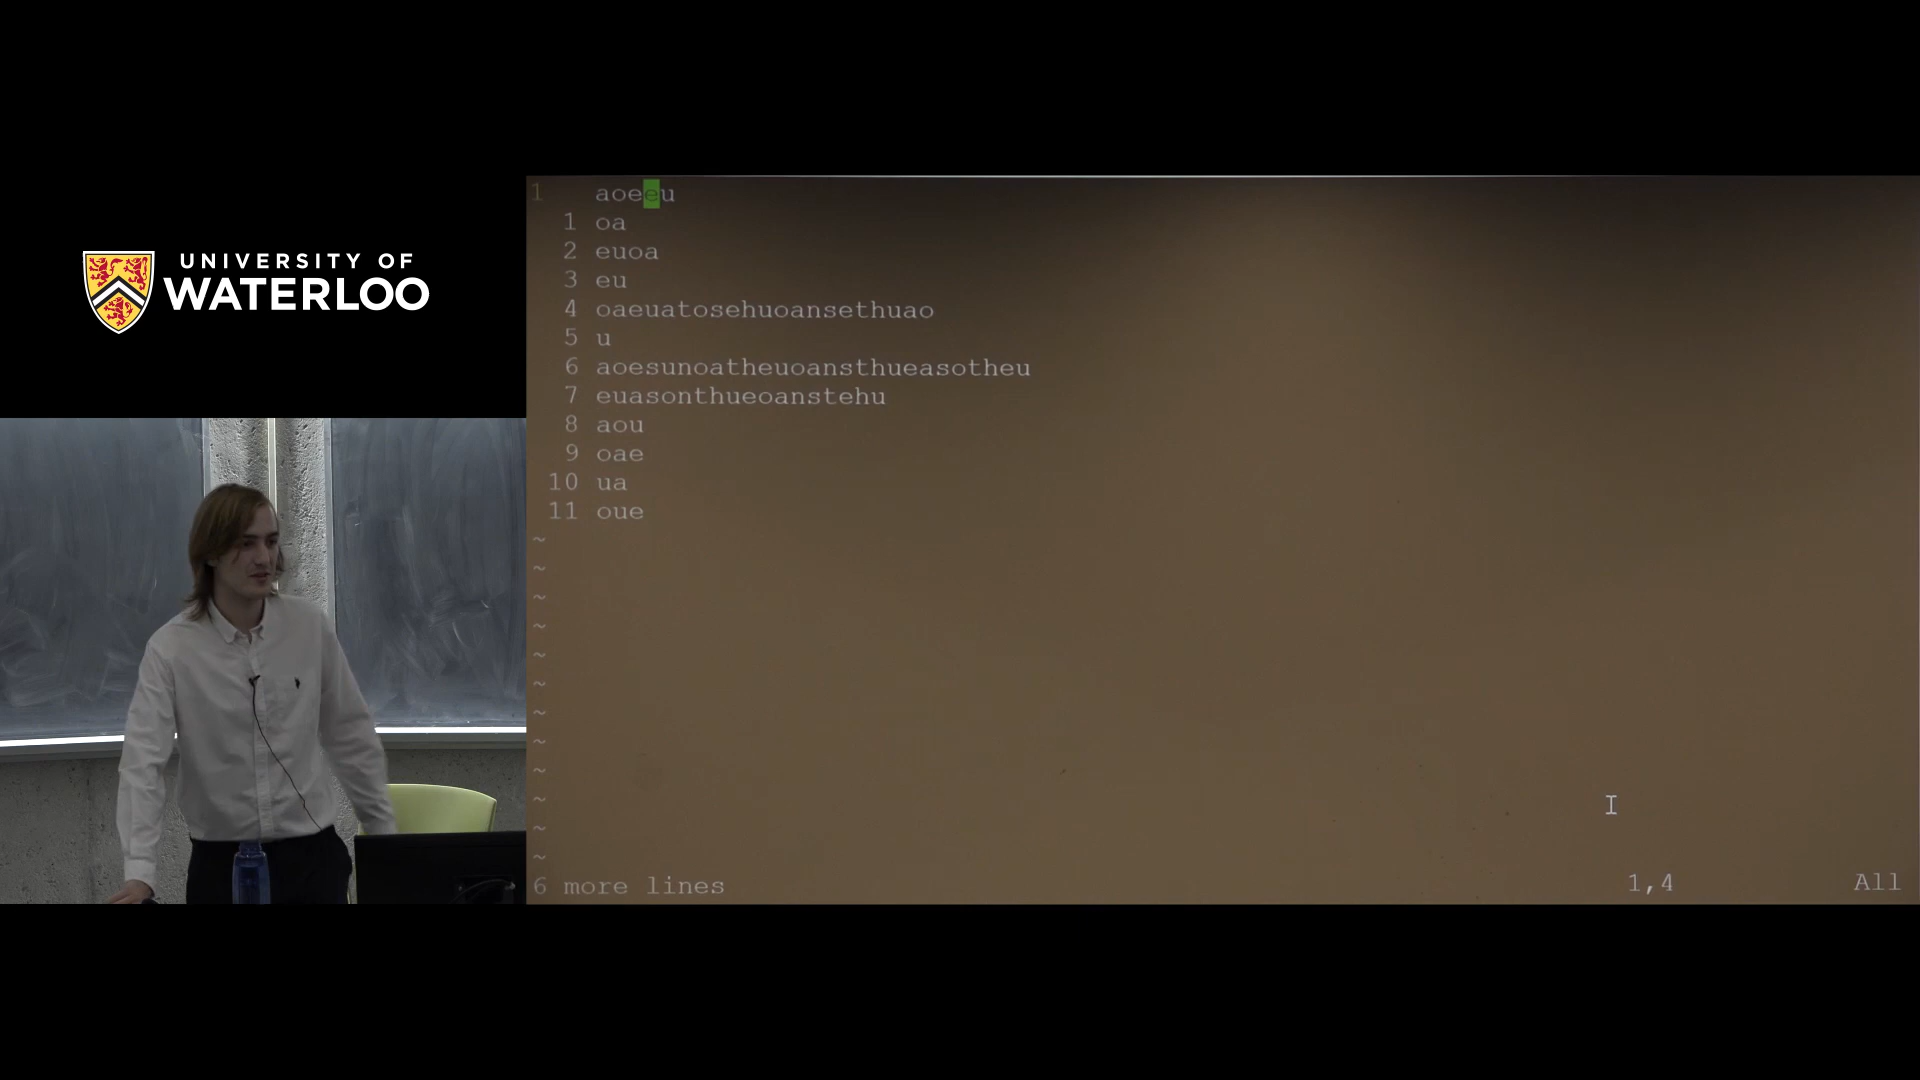 UNIVERSITY OF
WATERLOO
1 aoeeu
1 oa
2 euoa
3 eu
4 oaeuatosehuoansethuao
5 u
6 aoesunoatheuoansthueasotheu
7 euasonthueoanstehu
8 aou
9 oae
10 ua
11 oue
~
~
~
~
~
~
~
~
~
~
~
~
6 more lines 1,4 All